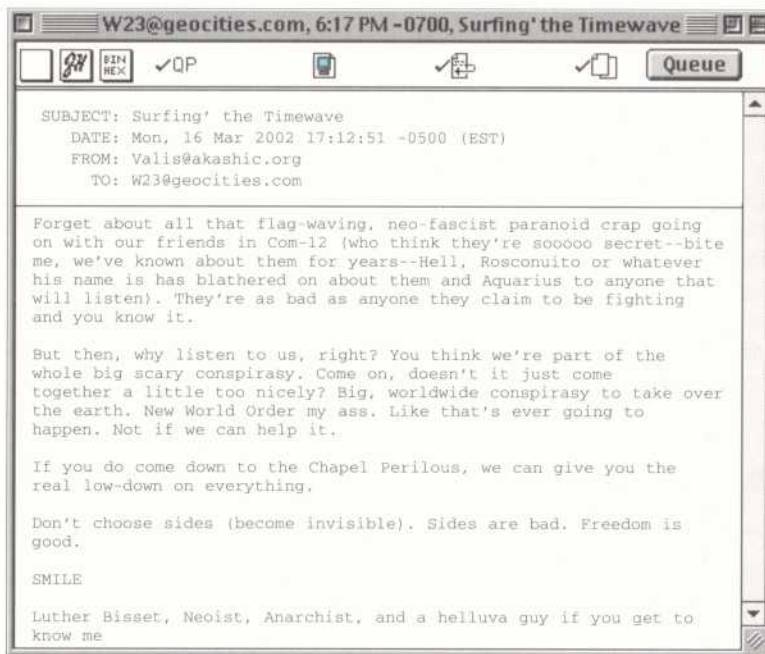 W23@geocities.com, 6:17 PM -0700, Surfing' the Timewave
BIN
HEX
QP
Queue
SUBJECT: Surfing' the Timewave
DATE: Mon, 16 Mar 2002 17:12:51 -0500 (EST)
FROM: Valis@akashic.org
TO: W23@geocities.com
Forget about all that flag-waving, neo-fascist paranoid crap going
on with our friends in Com-12 (who think they're sooooo secret--bite
me, we've known about them for years--Hell, Rosconuito or whatever
his name is has blathered on about them and Aquarius to anyone that
will listen). They're as bad as anyone they claim to be fighting
and you know it.
But then, why listen to us, right? You think we're part of the
whole big scary conspirasy. Come on, doesn't it just come
together a little too nicely? Big, worldwide conspirasy to take over
the earth. New World Order my ass. Like that's ever going to
happen. Not if we can help it.
If you do come down to the Chapel Perilous, we can give you the
real low-down on everything.
Don't choose sides (become invisible). Sides are bad. Freedom is
good.
SMILE
Luther Bisset, Neoist, Anarchist, and a helluva guy if you get to
know me